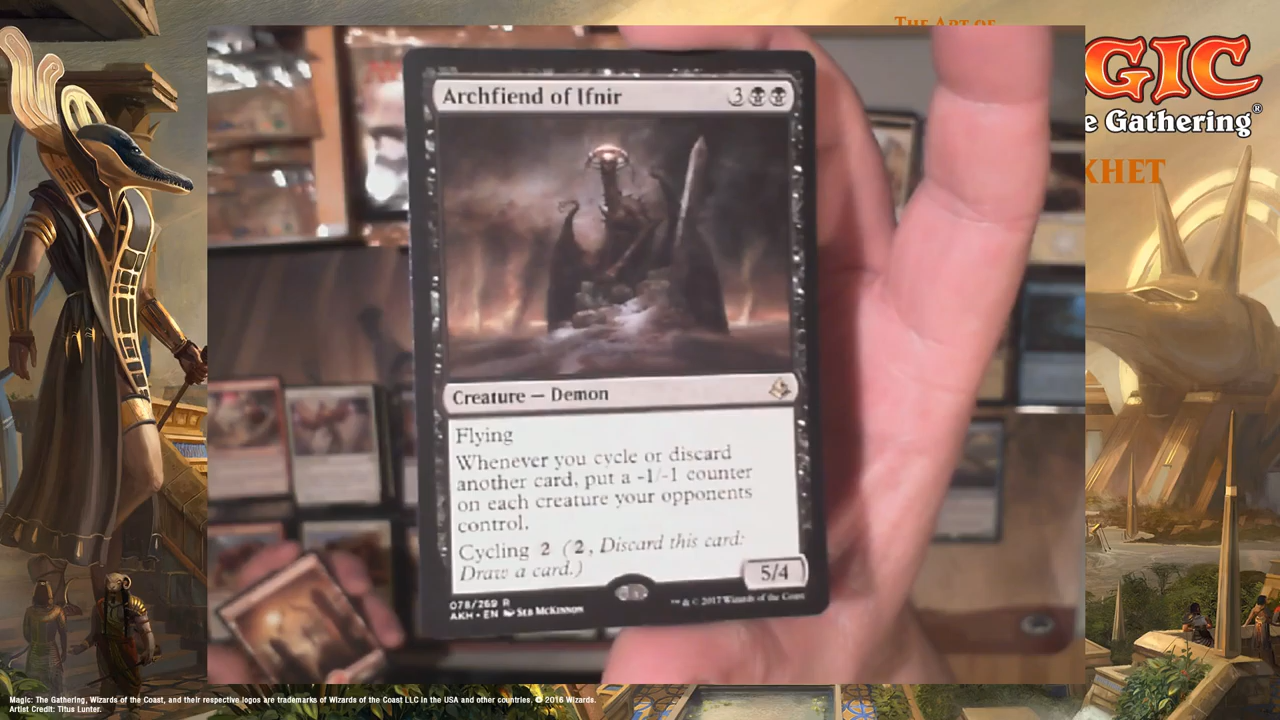 THE ART OF
GIC
e Gathering®
KHET
Archfiend of Ifnir 3
Creature — Demon
Flying
Whenever you cycle or discard
another card, put a -1/-1 counter
on each creature your opponents
control.
Cycling 2 (2, Discard this card:
Draw a card.)
5/4
078/269 R
AKH • EN SEB MCKINNON
™ & © 2017 Wizards of the Coast
Magic: The Gathering, Wizards of the Coast, and their respective logos are trademarks of Wizards of the Coast LLC in the USA and other countries. © 2016 Wizards.
Artist Credit: Titus Lunter.